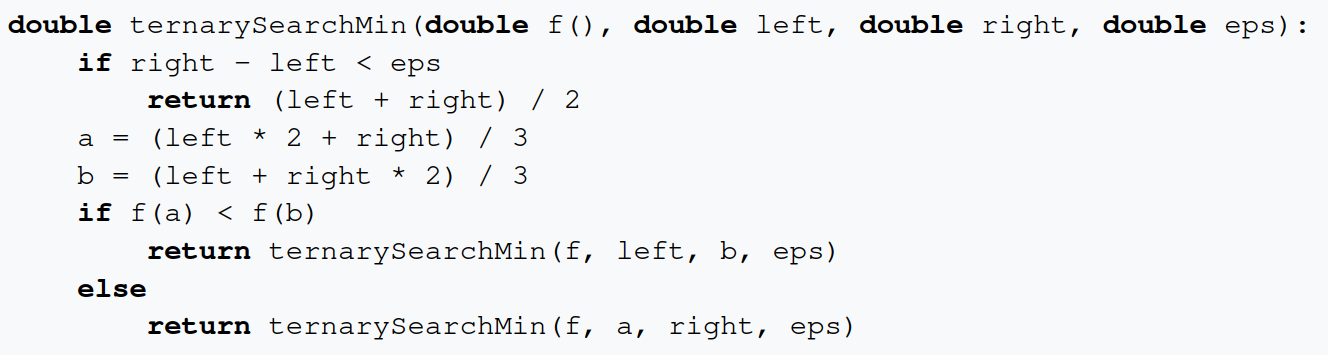 double ternarySearchMin(double f(), double left, double right, double eps):
    if right - left < eps
        return (left + right) / 2
    a = (left * 2 + right) / 3
    b = (left + right * 2) / 3
    if f(a) < f(b)
        return ternarySearchMin(f, left, b, eps)
    else
        return ternarySearchMin(f, a, right, eps)